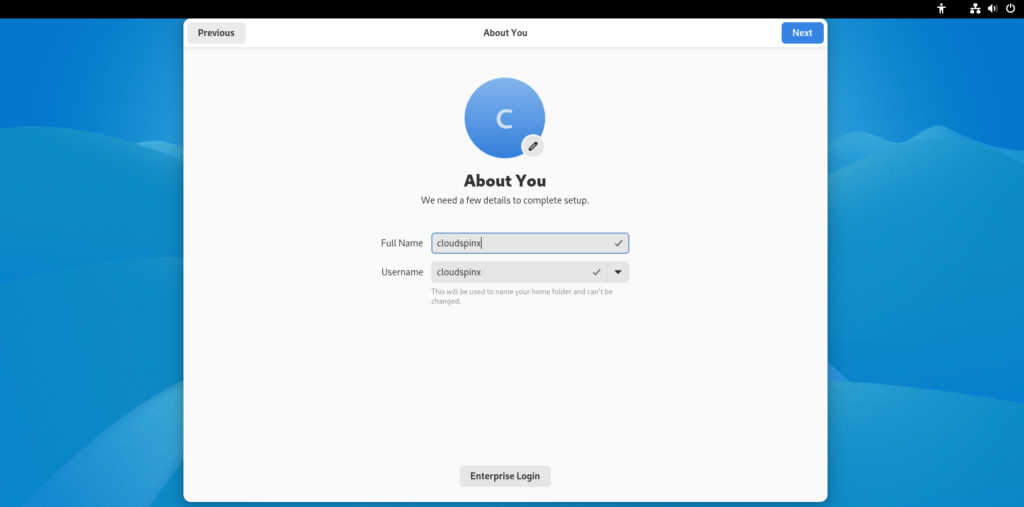 Previous
About You
Next
C
About You
We need a few details to complete setup.
Full Name
cloudspinx
Username
cloudspinx
This will be used to name your home folder and can't be
changed.
Enterprise Login